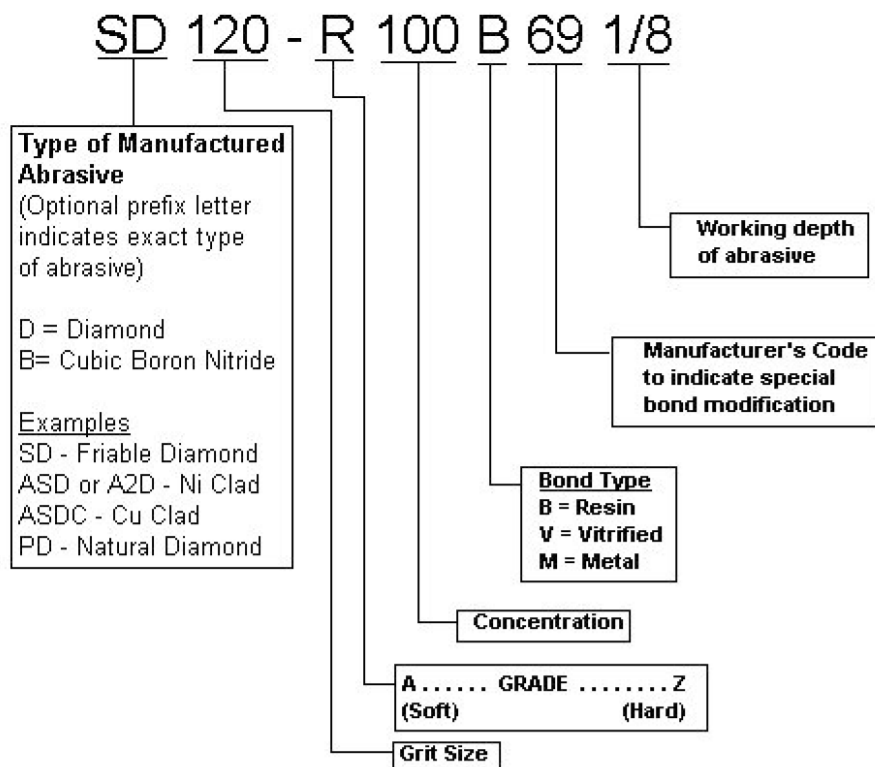 SD 120 - R 100 B 69 1/8
Type of Manufactured
Abrasive
(Optional prefix letter
indicates exact type
of abrasive)
D = Diamond
B= Cubic Boron Nitride
Examples
SD - Friable Diamond
ASD or A2D - Ni Clad
ASDC - Cu Clad
PD - Natural Diamond
Working depth
of abrasive
Manufacturer's Code
to indicate special
bond modification
Bond Type
B = Resin
V = Vitrified
M = Metal
Concentration
A . . . . . . GRADE . . . . . . . . Z
(Soft) (Hard)
Grit Size